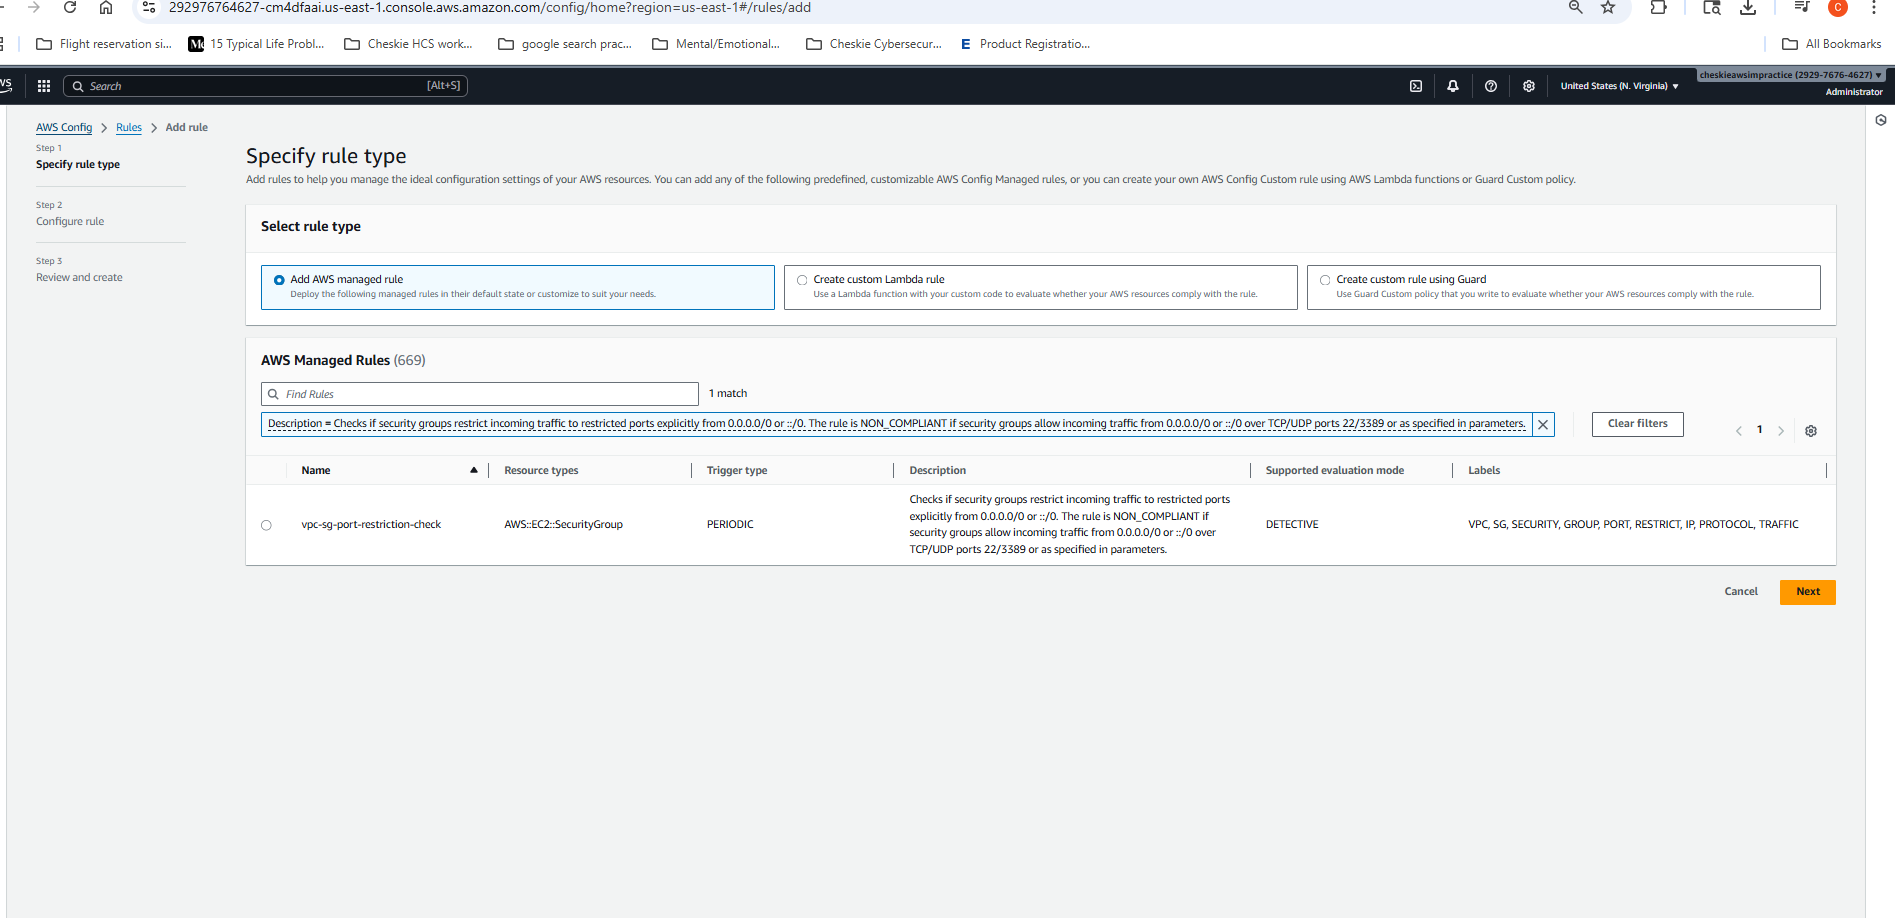 292976764627-cm4dfaai.us-east-1.console.aws.amazon.com/config/home?region=us-east-1#/rules/add
C
Flight reservation si...
Me
15 Typical Life Probl...
Cheskie HCS work...
google search prac...
Mental/Emotional...
Cheskie Cybersecur...
E
Product Registratio...
All Bookmarks
Search
[Alt+S]
United States (N. Virginia) ▼
cheskieawsimpractice (2929-7676-4627) ▼
Administrator
AWS Config > Rules > Add rule
Step 1
Specify rule type
Step 2
Configure rule
Step 3
Review and create
Specify rule type
Add rules to help you manage the ideal configuration settings of your AWS resources. You can add any of the following predefined, customizable AWS Config Managed rules, or you can create your own AWS Config Custom rule using AWS Lambda functions or Guard Custom policy.
Select rule type
Add AWS managed rule
Deploy the following managed rules in their default state or customize to suit your needs.
Create custom Lambda rule
Use a Lambda function with your custom code to evaluate whether your AWS resources comply with the rule.
Create custom rule using Guard
Use Guard Custom policy that you write to evaluate whether your AWS resources comply with the rule.
AWS Managed Rules (669)
Find Rules
1 match
Description = Checks if security groups restrict incoming traffic to restricted ports explicitly from 0.0.0.0/0 or ::/0. The rule is NON_COMPLIANT if security groups allow incoming traffic from 0.0.0.0/0 or ::/0 over TCP/UDP ports 22/3389 or as specified in parameters.
Clear filters
1
Name
Resource types
Trigger type
Description
Supported evaluation mode
Labels
vpc-sg-port-restriction-check
AWS::EC2::SecurityGroup
PERIODIC
Checks if security groups restrict incoming traffic to restricted ports
explicitly from 0.0.0.0/0 or ::/0. The rule is NON_COMPLIANT if
security groups allow incoming traffic from 0.0.0.0/0 or ::/0 over
TCP/UDP ports 22/3389 or as specified in parameters.
DETECTIVE
VPC, SG, SECURITY, GROUP, PORT, RESTRICT, IP, PROTOCOL, TRAFFIC
Cancel
Next